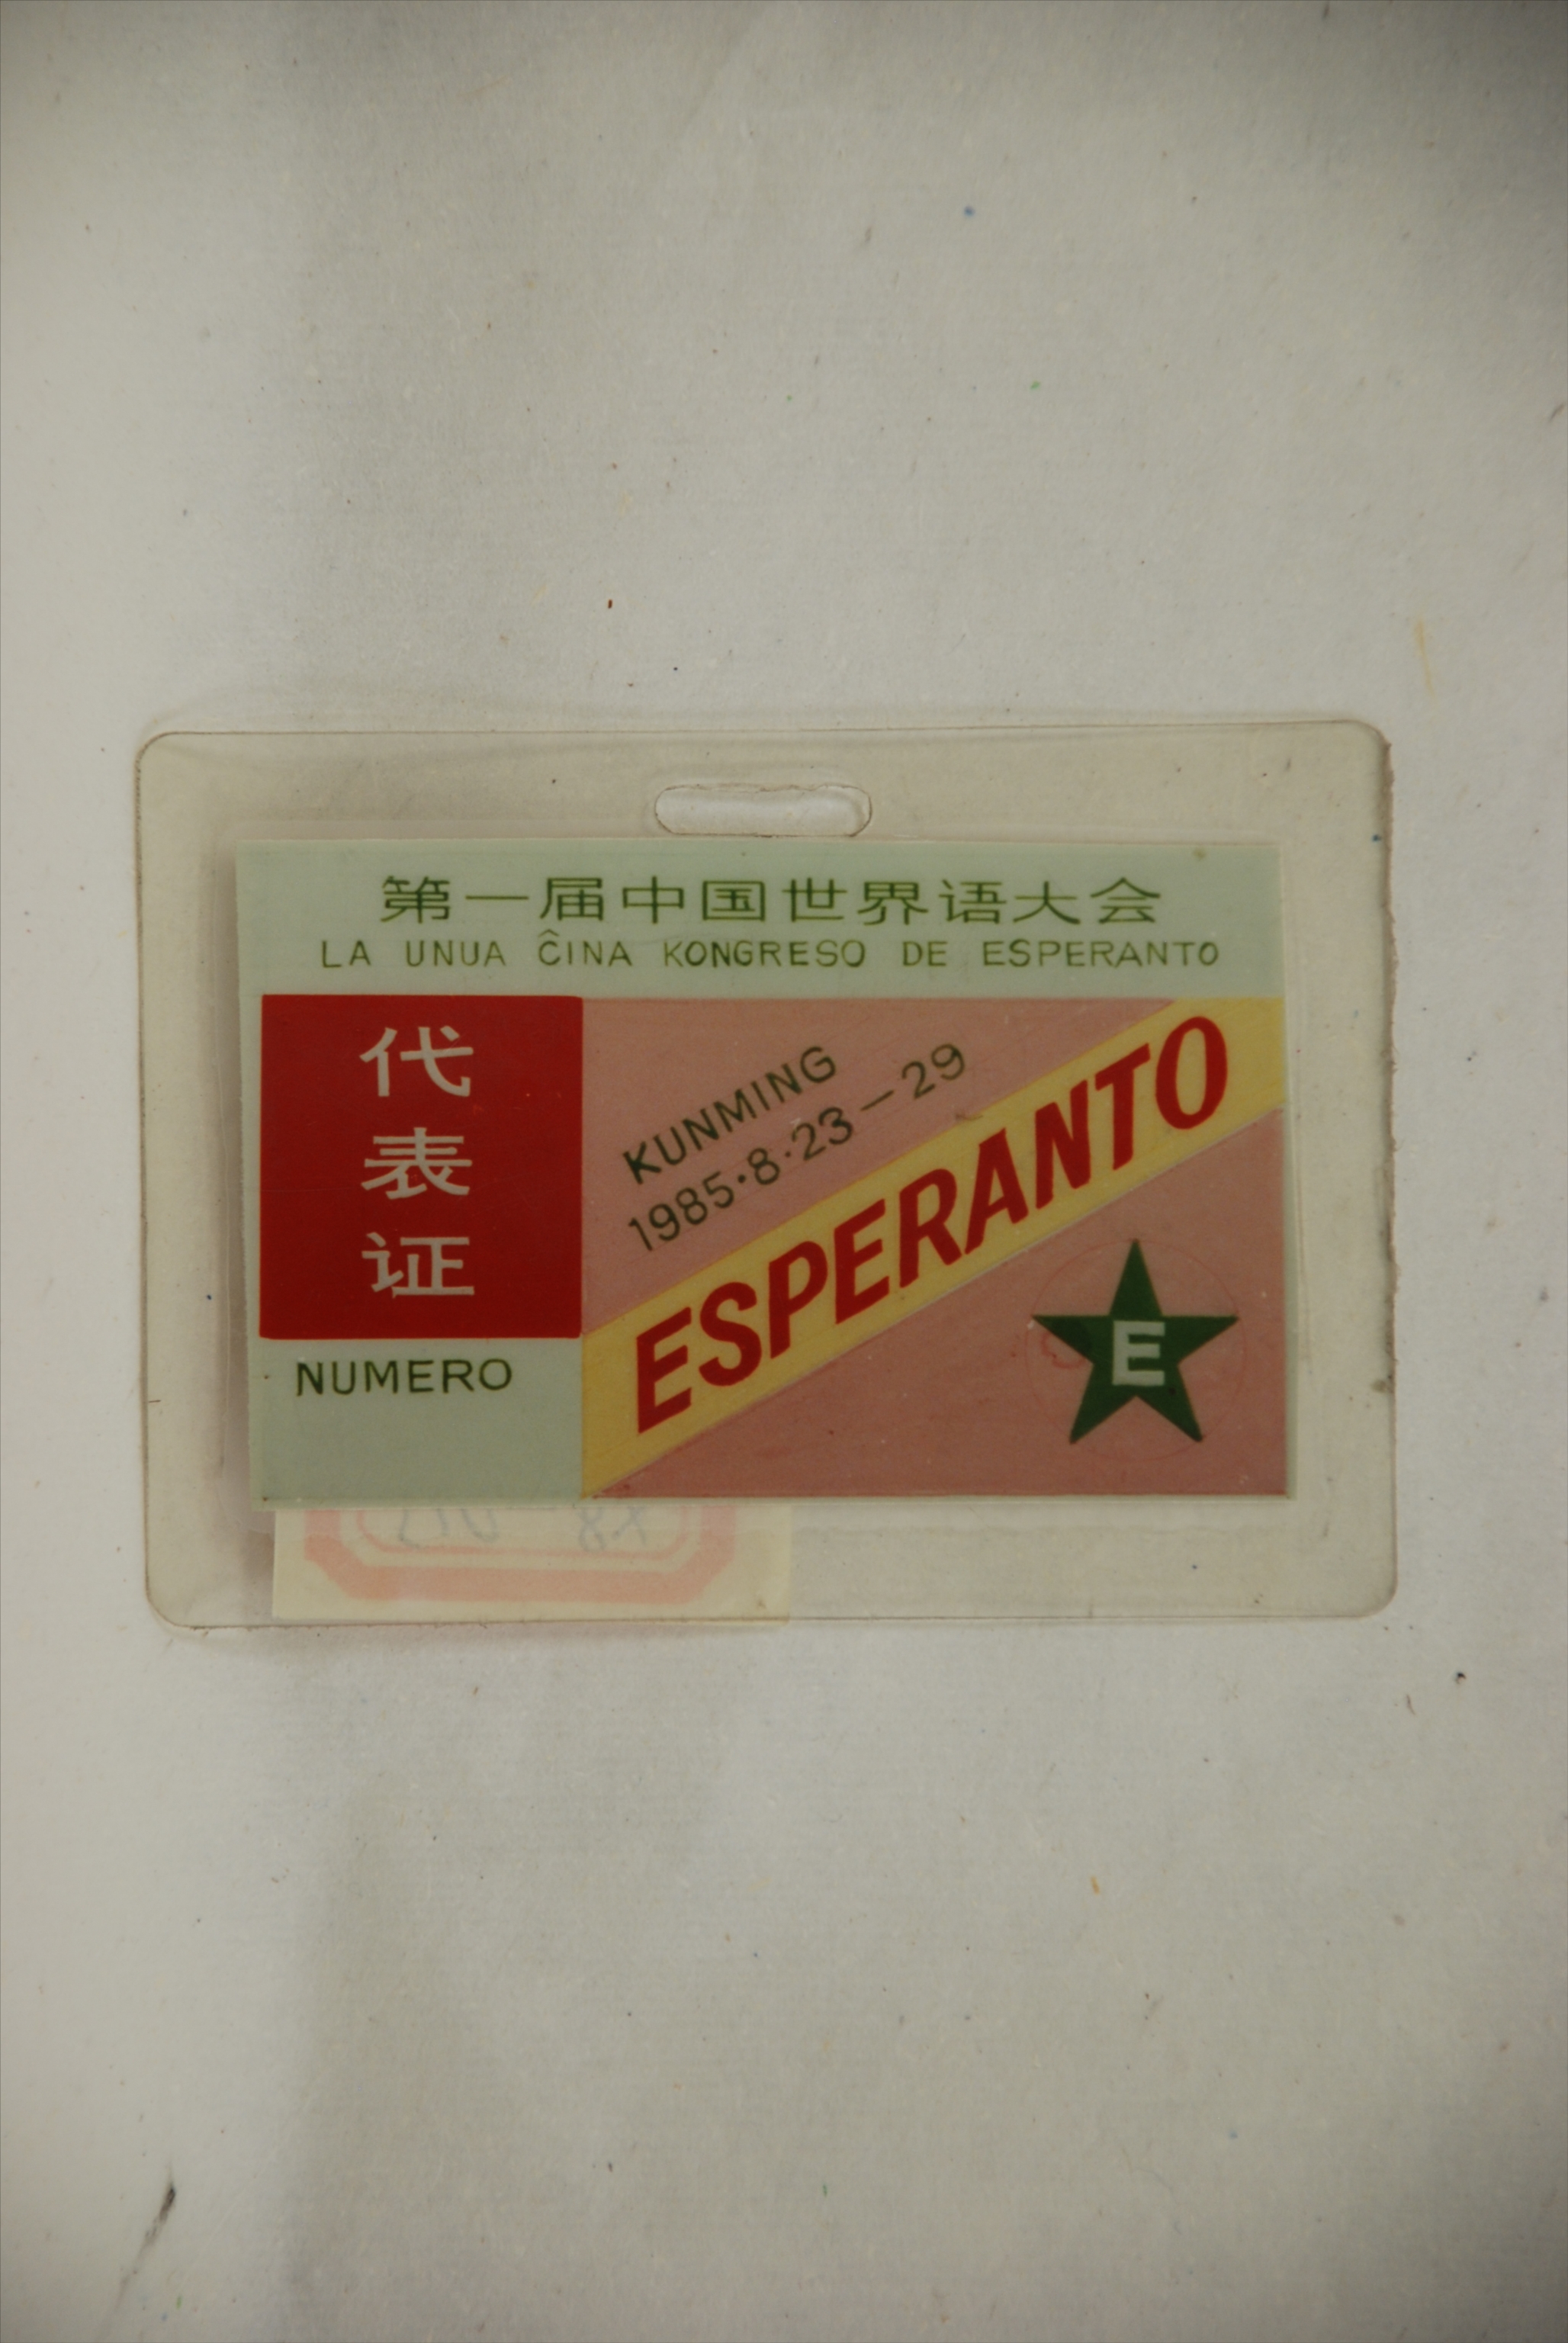 第一届中国世界语大会
LA UNUA ĈINA KONGRESO DE ESPERANTO
代
表
证
NUMERO
KUNMING
1985·8·23—29
ESPERANTO
E